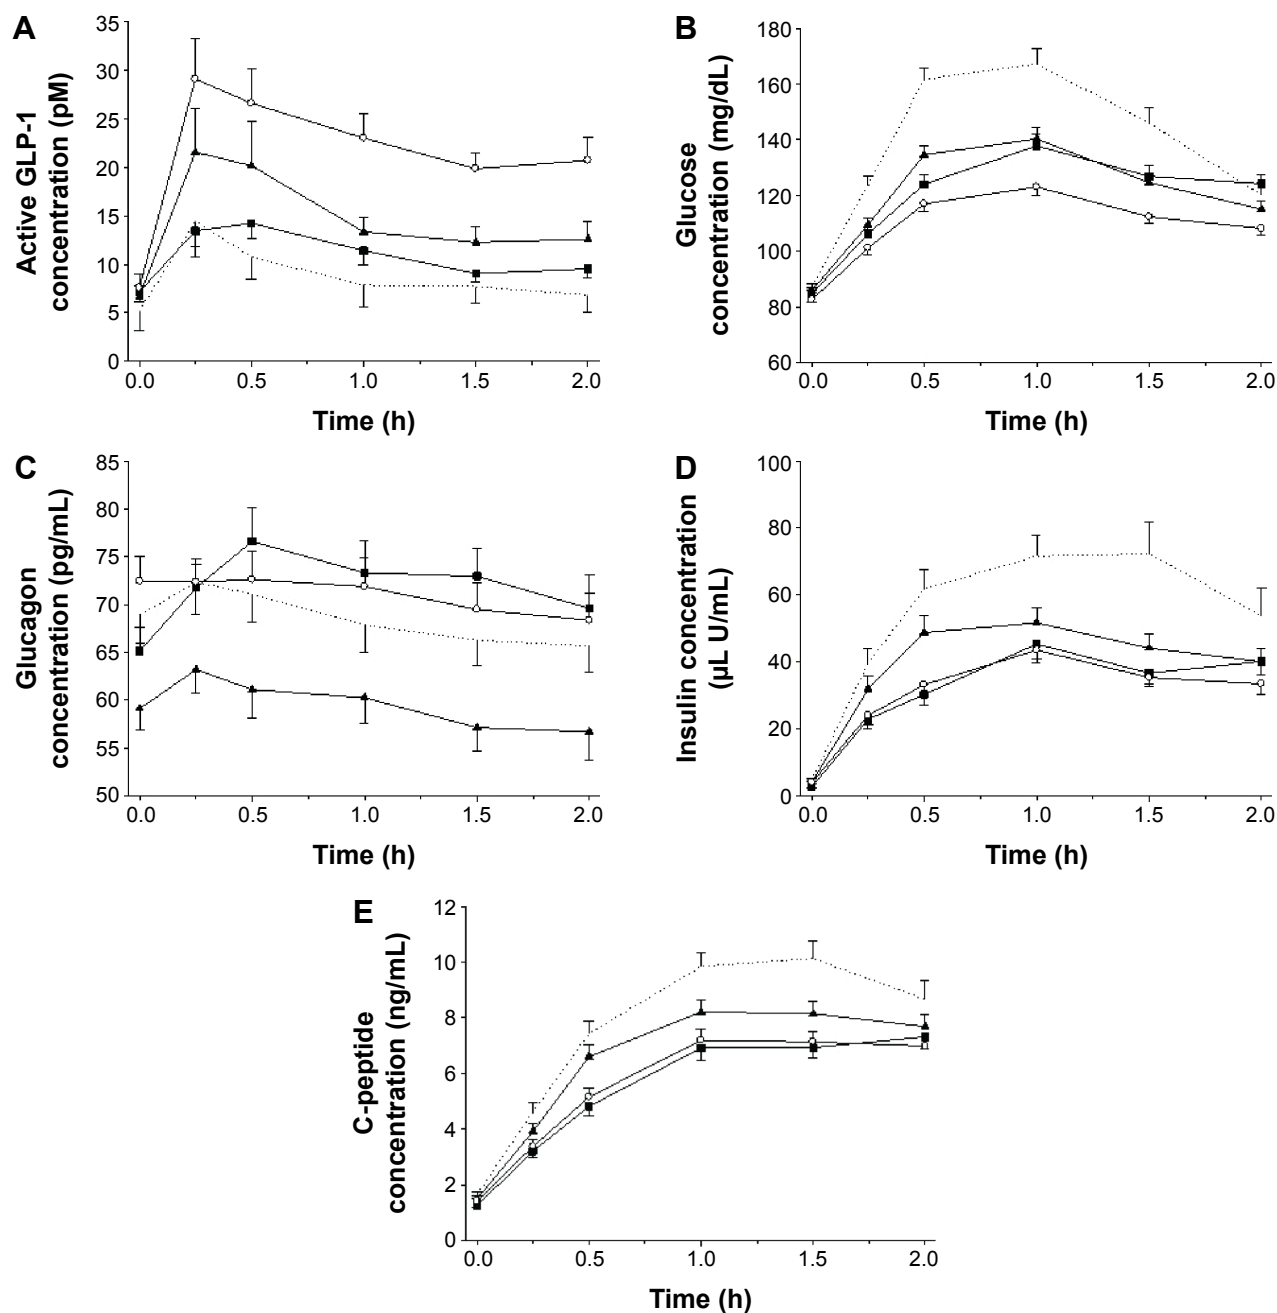 A
Active GLP-1
concentration (pM)
35
30
25
20
15
10
5
0
0.0 0.5 1.0 1.5 2.0
Time (h)
B
Glucose
concentration (mg/dL)
180
160
140
120
100
80
60
0.0 0.5 1.0 1.5 2.0
Time (h)
C
Glucagon
concentration (pg/mL)
85
80
75
70
65
60
55
50
0.0 0.5 1.0 1.5 2.0
Time (h)
D
Insulin concentration
(µL U/mL)
100
80
60
40
20
0
0.0 0.5 1.0 1.5 2.0
Time (h)
E
C-peptide
concentration (ng/mL)
12
10
8
6
4
2
0
0.0 0.5 1.0 1.5 2.0
Time (h)